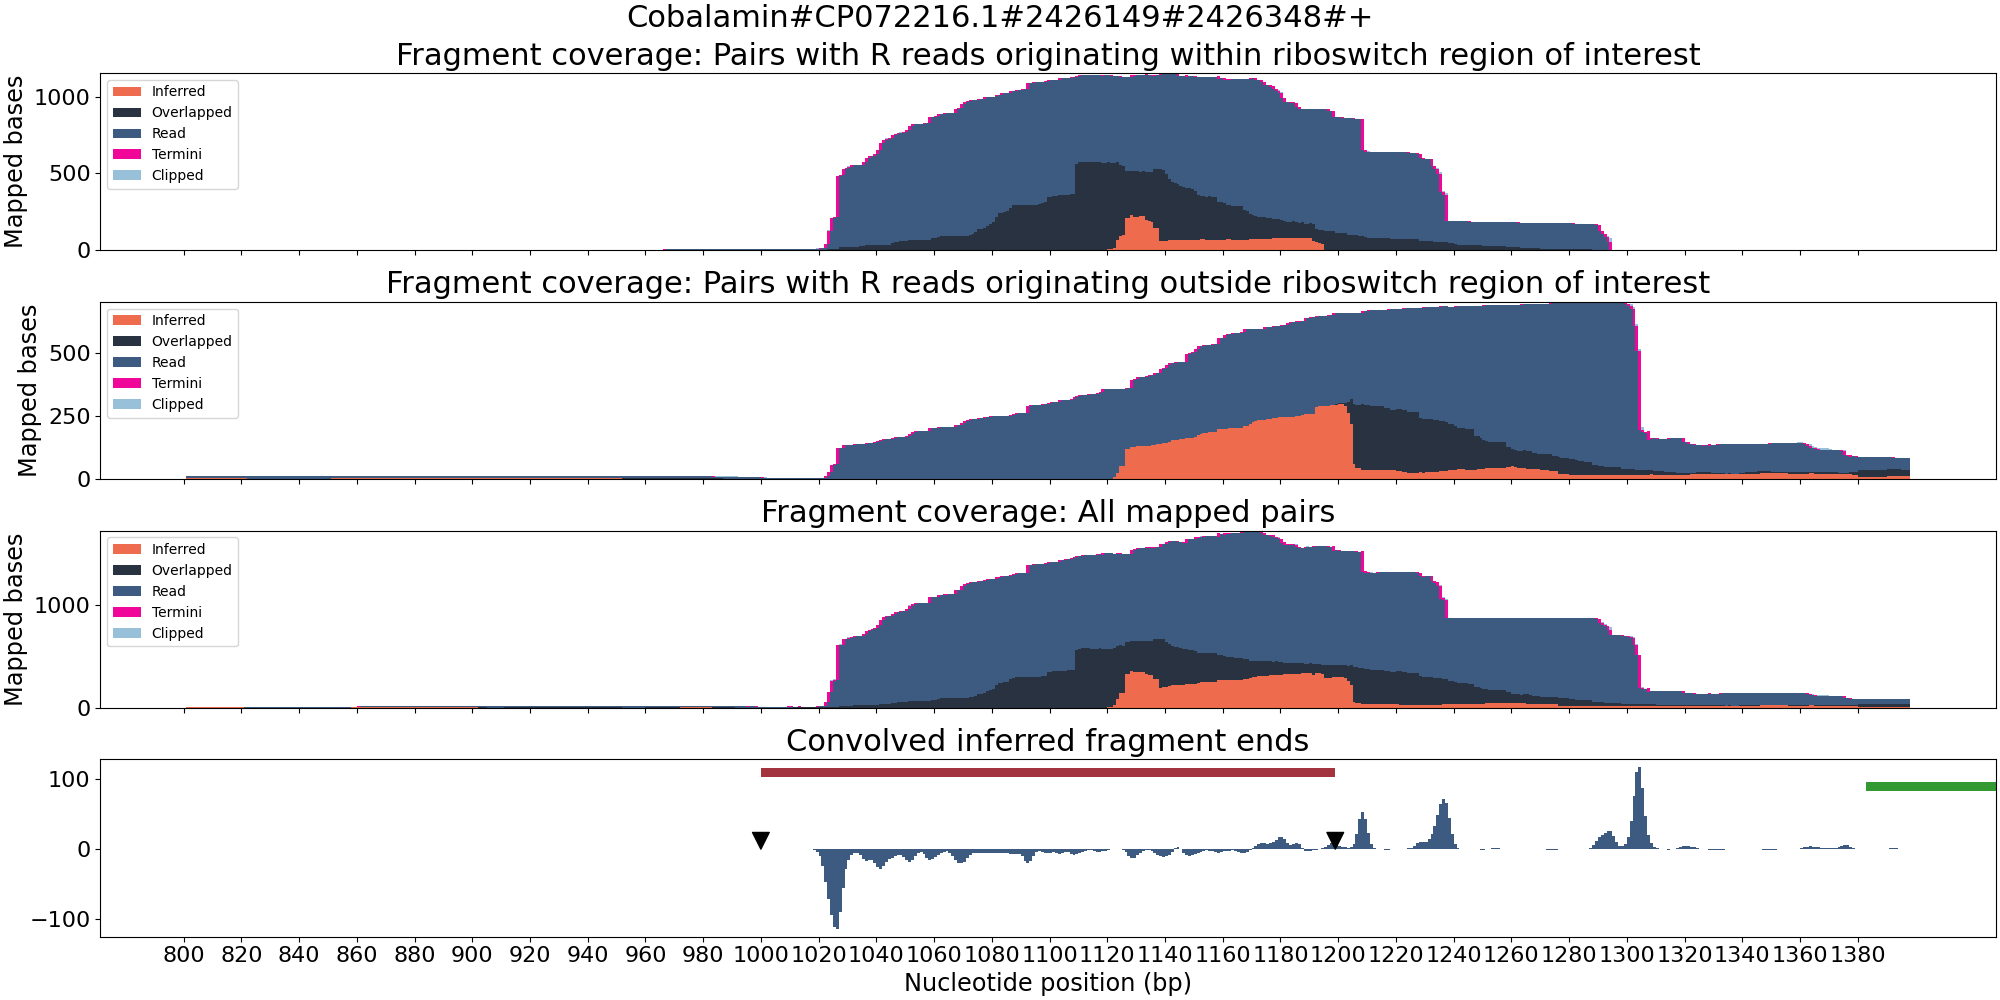 Cobalamin#CP072216.1#2426149#2426348#+
Fragment coverage: Pairs with R reads originating within riboswitch region of interest
Mapped bases
1000
500
0
Inferred
Overlapped
Read
Termini
Clipped
Fragment coverage: Pairs with R reads originating outside riboswitch region of interest
Mapped bases
500
250
0
Inferred
Overlapped
Read
Termini
Clipped
Fragment coverage: All mapped pairs
Mapped bases
1000
0
Inferred
Overlapped
Read
Termini
Clipped
Convolved inferred fragment ends
100
0
−100
800 820 840 860 880 900 920 940 960 980 1000 1020 1040 1060 1080 1100 1120 1140 1160 1180 1200 1220 1240 1260 1280 1300 1320 1340 1360 1380
Nucleotide position (bp)